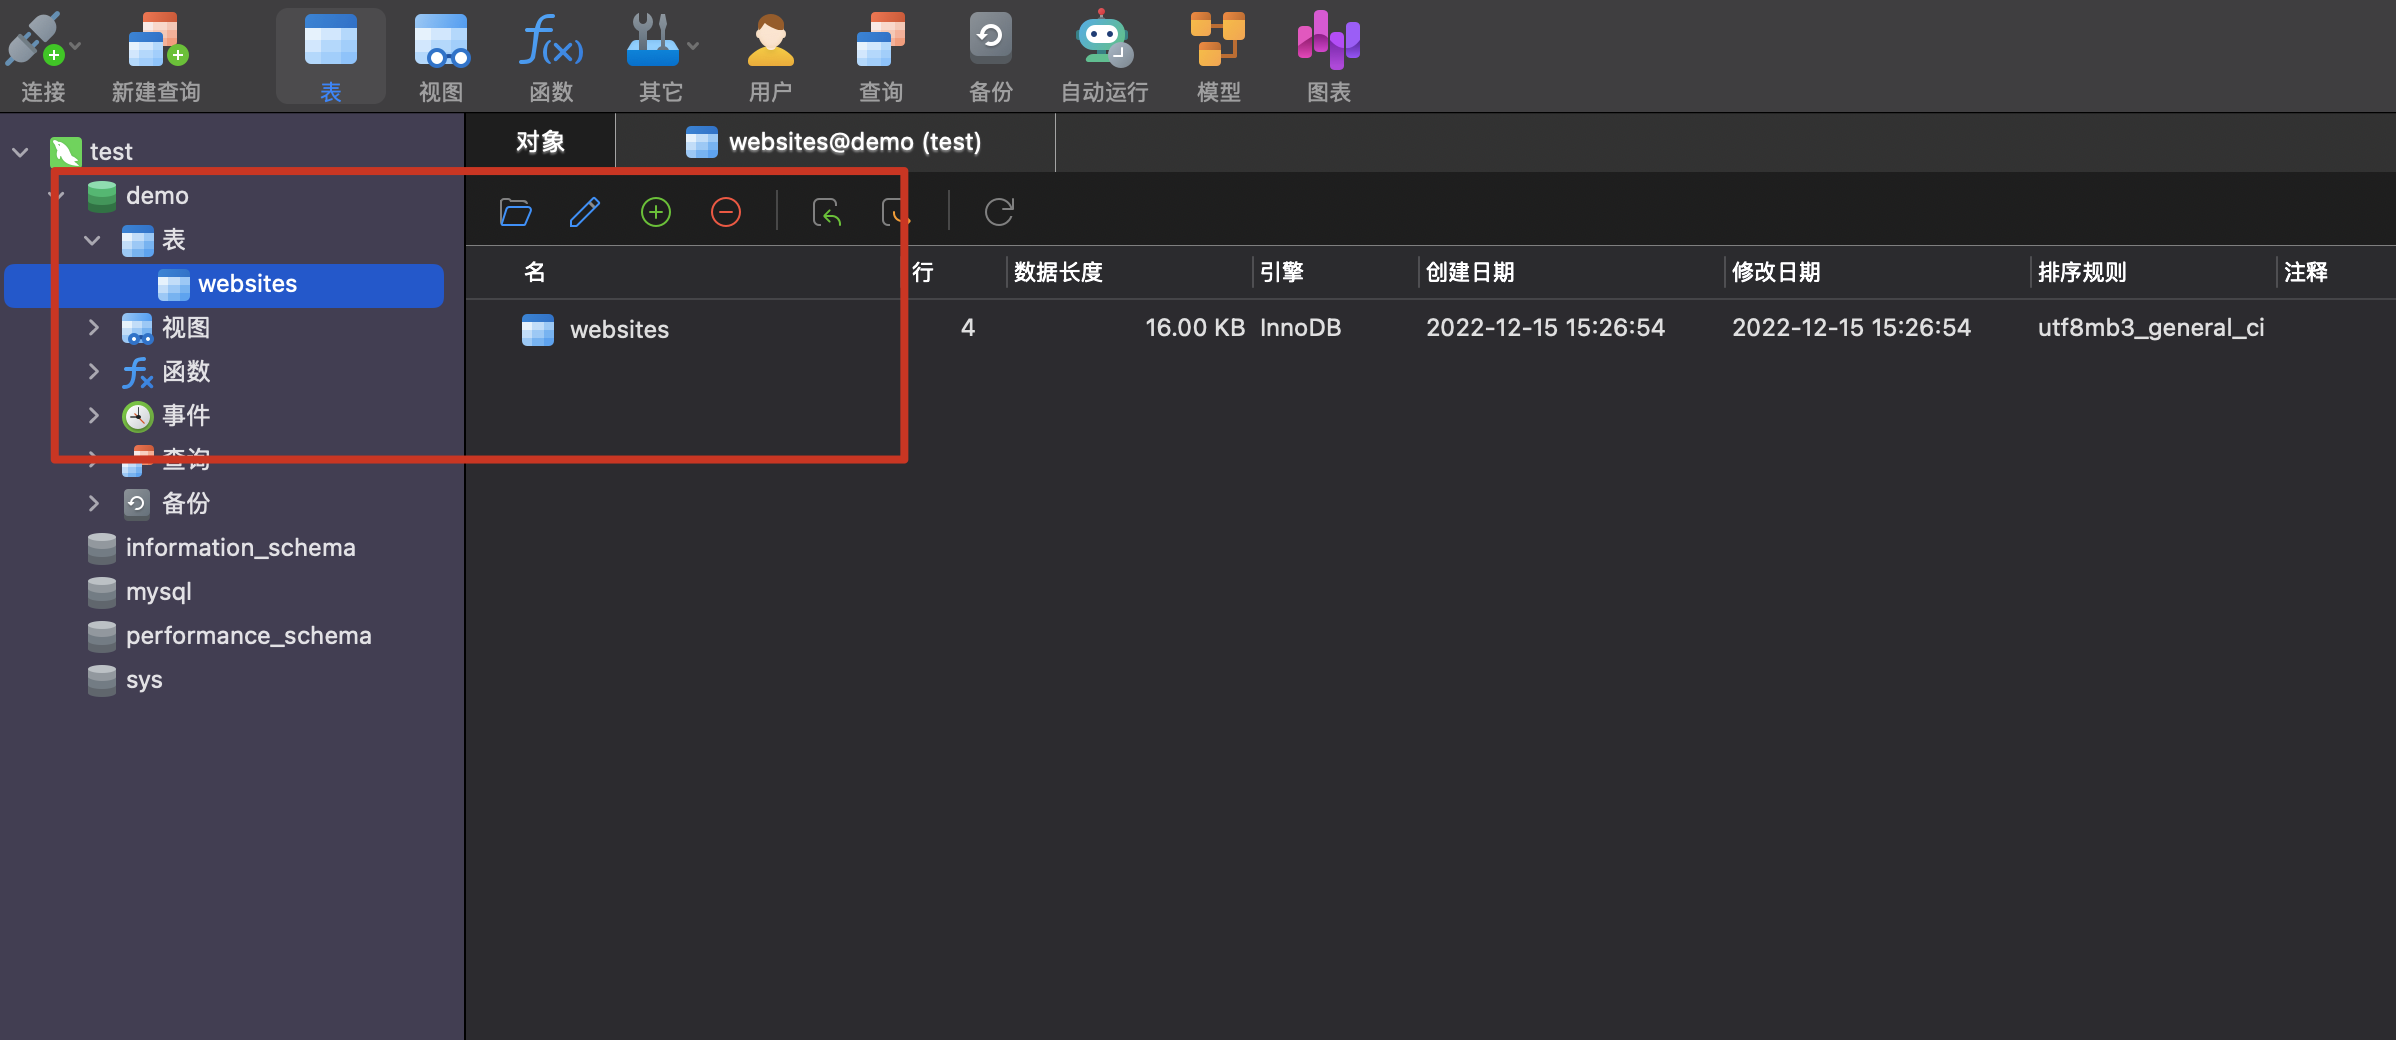 连接 新建查询 表 视图 函数 其它 用户 查询 备份 自动运行 模型 图表
test
demo
表
websites
视图
函数
事件
查询
备份
information_schema
mysql
performance_schema
sys
对象 websites@demo (test)
名 行 数据长度 引擎 创建日期 修改日期 排序规则 注释
websites 4 16.00 KB InnoDB 2022-12-15 15:26:54 2022-12-15 15:26:54 utf8mb3_general_ci